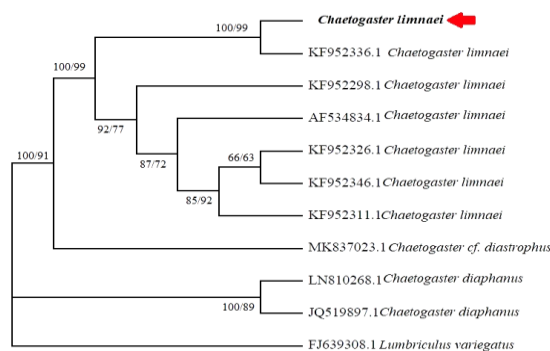 Chaetogaster limnaei
100/99
KF952336.1 Chaetogaster limnaei
100/99
KF952298.1 Chaetogaster limnaei
92/77
AF534834.1 Chaetogaster limnaei
KF952326.1 Chaetogaster limnaei
66/63
100/91
87/72
KF952346.1 Chaetogaster limnaei
85/92
KF952311.1Chaetogaster limnaei
MK837023.1 Chaetogaster cf. diastrophus
LN810268.1 Chaetogaster diaphanus
100/89
JQ519897.1 Chaetogaster diaphanus
FJ639308.1 Lumbriculus variegatus